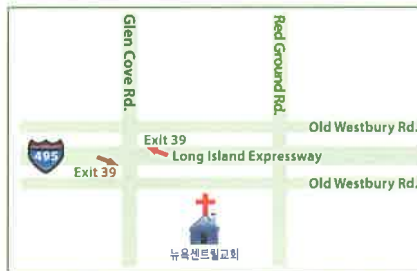 Glen Cove Rd.
Red Ground Rd.
Old Westbury Rd.
Exit 39
495
Long Island Expressway
Exit 39
Old Westbury Rd.
뉴욕센트럴교회